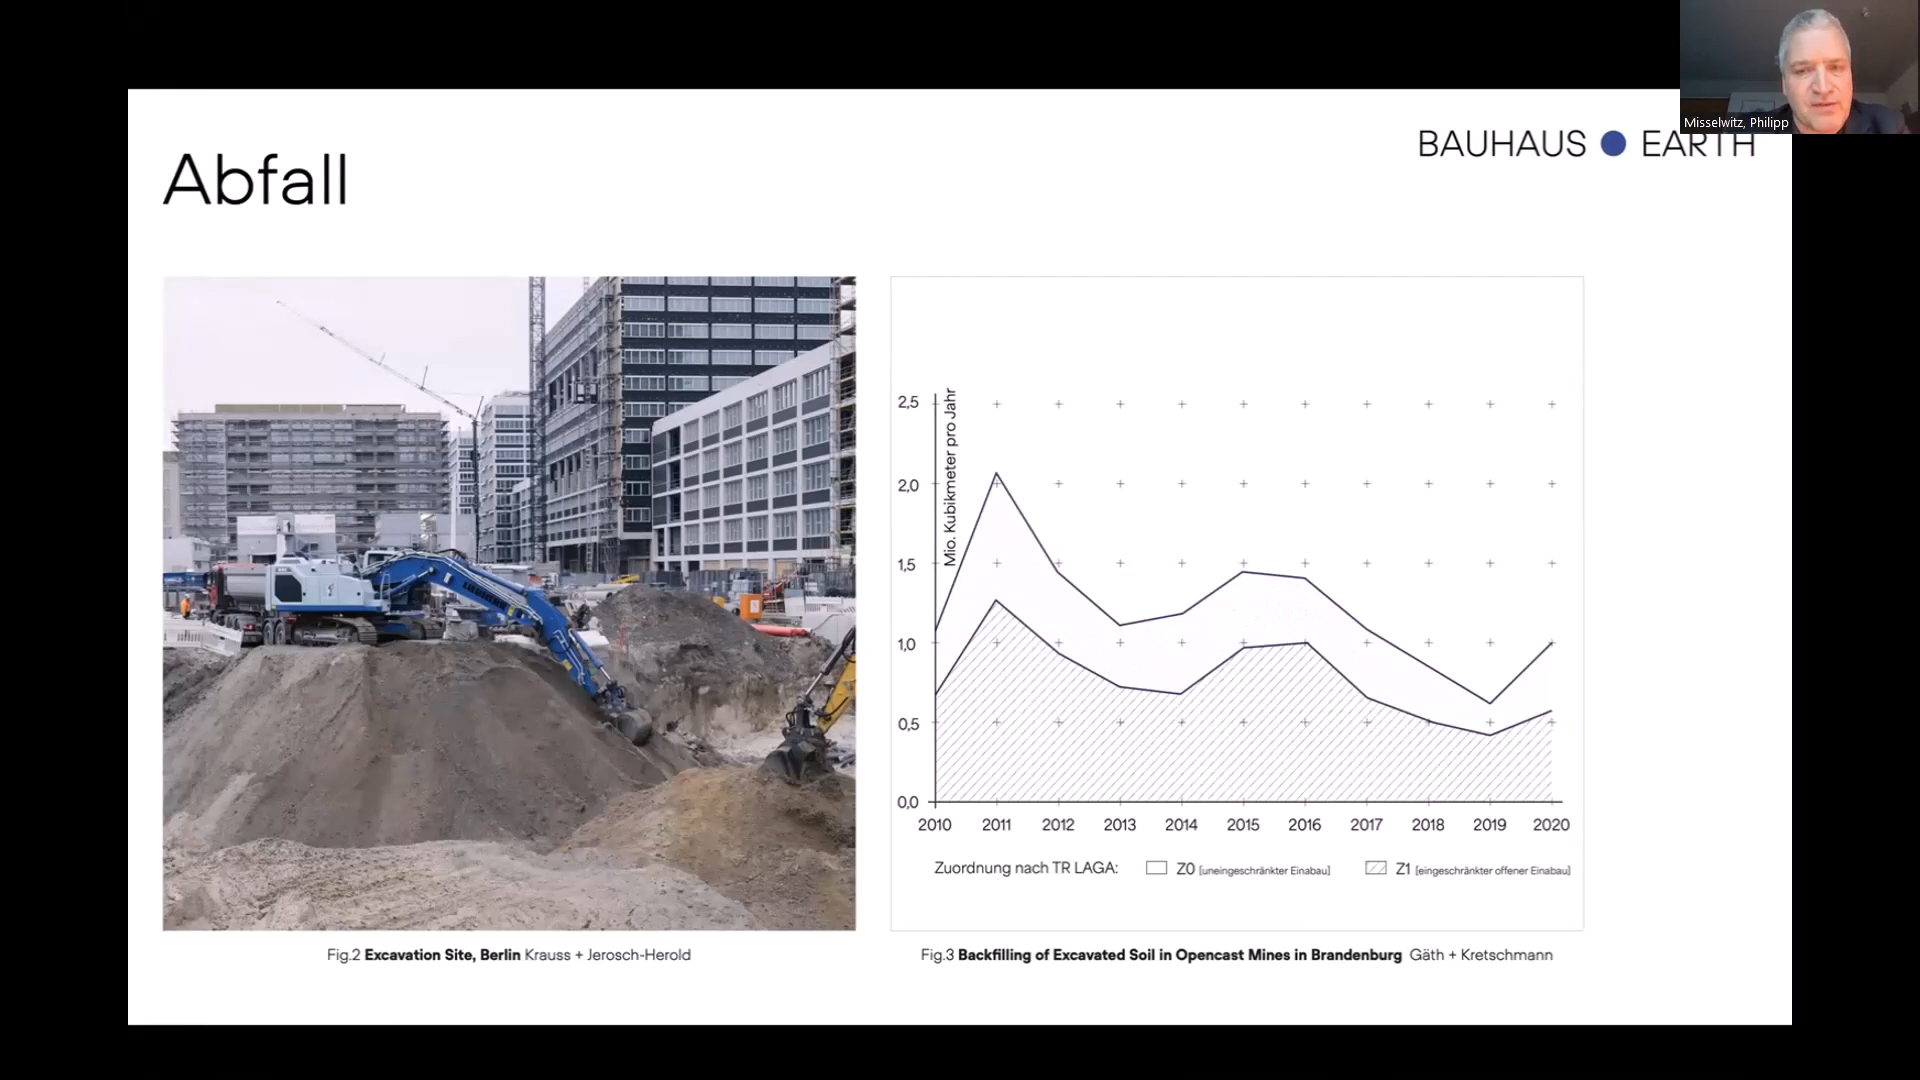 Misselwitz, Philipp
BAUHAUS EARTH
Abfall
Mio. Kubikmeter pro Jahr
2,5
2,0
1,5
1,0
0,5
0,0
2010 2011 2012 2013 2014 2015 2016 2017 2018 2019 2020
Zuordnung nach TR LAGA: Z0 [uneingeschränkter Einabau] Z1 [eingeschränkter offener Einabau]
Fig.2 Excavation Site, Berlin Krauss + Jerosch-Herold
Fig.3 Backfilling of Excavated Soil in Opencast Mines in Brandenburg Gäth + Kretschmann